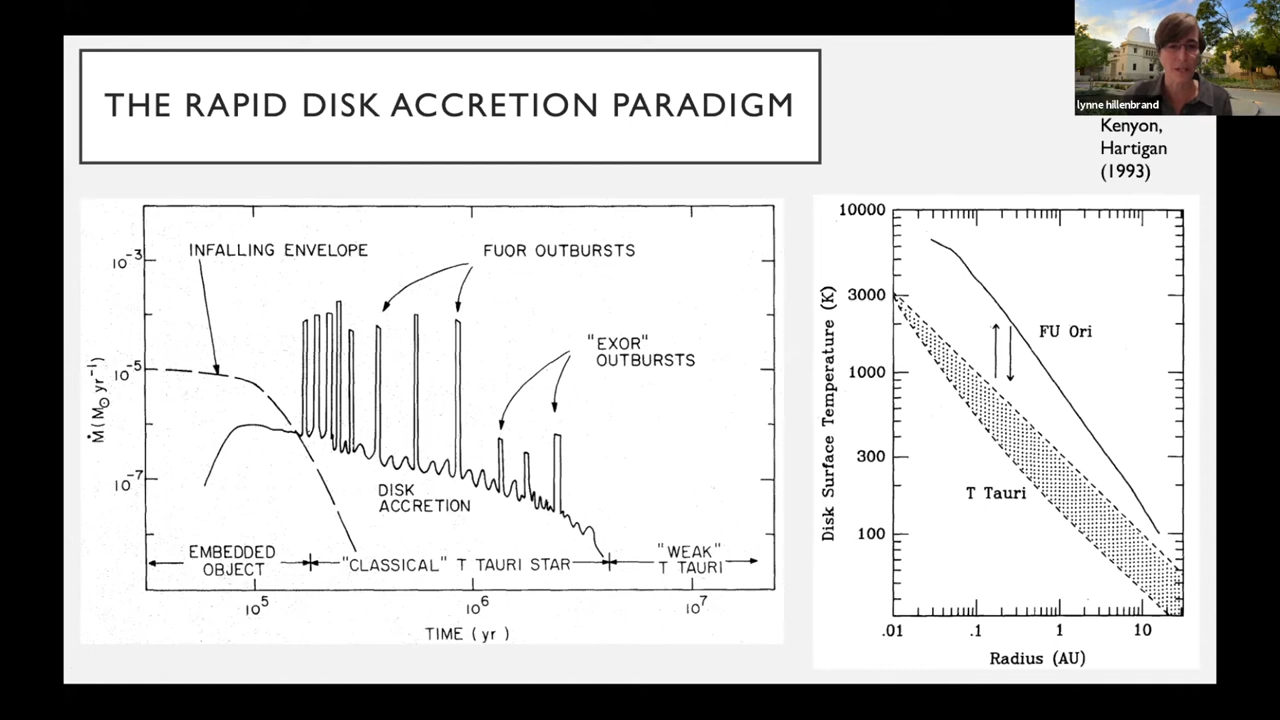 THE RAPID DISK ACCRETION PARADIGM
lynne hillenbrand
Kenyon,
Hartigan
(1993)
INFALLING ENVELOPE
FUOR OUTBURSTS
"EXOR"
OUTBURSTS
DISK
ACCRETION
EMBEDDED
OBJECT
"CLASSICAL" T TAURI STAR
"WEAK"
T TAURI
10⁻³
10⁻⁵
10⁻⁷
Ṁ (M⊙ yr⁻¹)
10⁵
10⁶
10⁷
TIME (yr)
10000
3000
1000
300
100
Disk Surface Temperature (K)
FU Ori
T Tauri
.01
.1
1
10
Radius (AU)